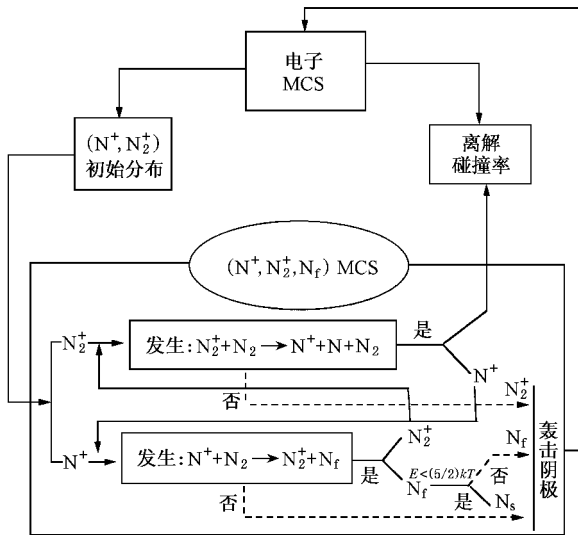 电子
MCS
(N⁺,N₂⁺)
初始分布
离解
碰撞率
(N⁺,N₂⁺,N_f) MCS
N₂⁺
发生:N₂⁺+N₂→N⁺+N+N₂
是
N⁺
否
N₂⁺
N⁺
发生:N⁺+N₂→N₂⁺+N_f
是
N₂⁺
N_f
E<(5/2)kT
是
否
N_s
N_f
否
轰击阴极